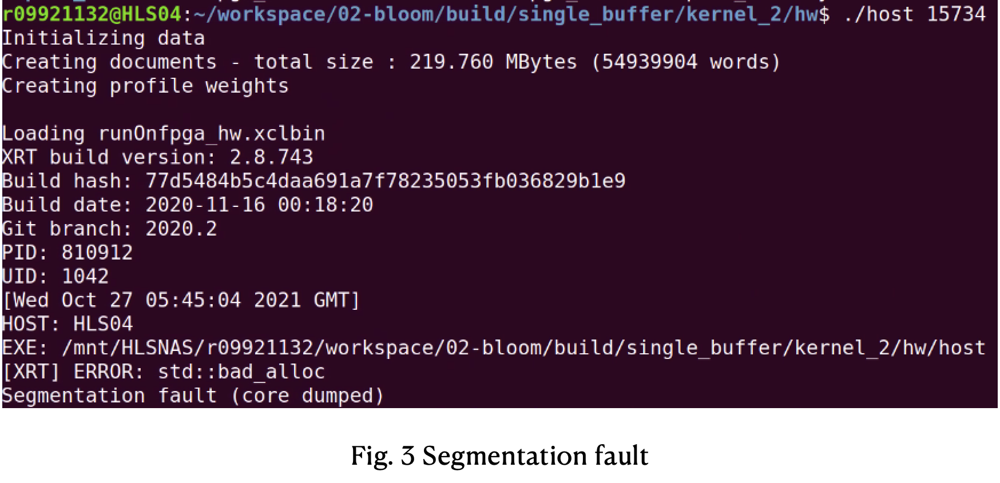 r09921132@HLS04:~/workspace/02-bloom/build/single_buffer/kernel_2/hw$ ./host 15734
Initializing data
Creating documents - total size : 219.760 MBytes (54939904 words)
Creating profile weights
Loading runOnfpga_hw.xclbin
XRT build version: 2.8.743
Build hash: 77d5484b5c4daa691a7f78235053fb036829b1e9
Build date: 2020-11-16 00:18:20
Git branch: 2020.2
PID: 810912
UID: 1042
[Wed Oct 27 05:45:04 2021 GMT]
HOST: HLS04
EXE: /mnt/HLSNAS/r09921132/workspace/02-bloom/build/single_buffer/kernel_2/hw/host
[XRT] ERROR: std::bad_alloc
Segmentation fault (core dumped)
Fig. 3 Segmentation fault